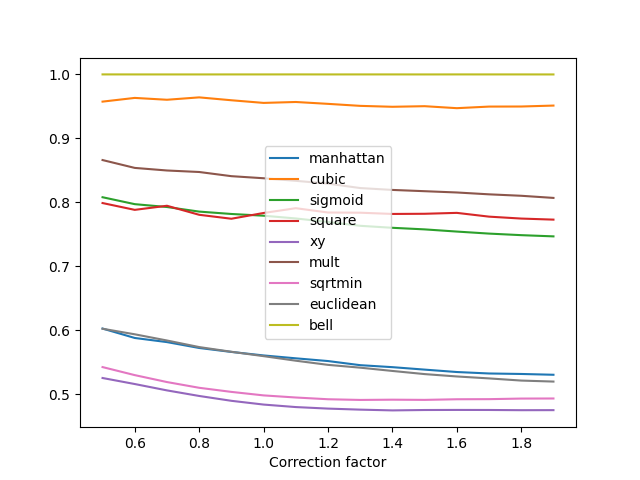 1.0
0.9
0.8
0.7
0.6
0.5
manhattan
cubic
sigmoid
square
xy
mult
sqrtmin
euclidean
bell
0.6 0.8 1.0 1.2 1.4 1.6 1.8
Correction factor